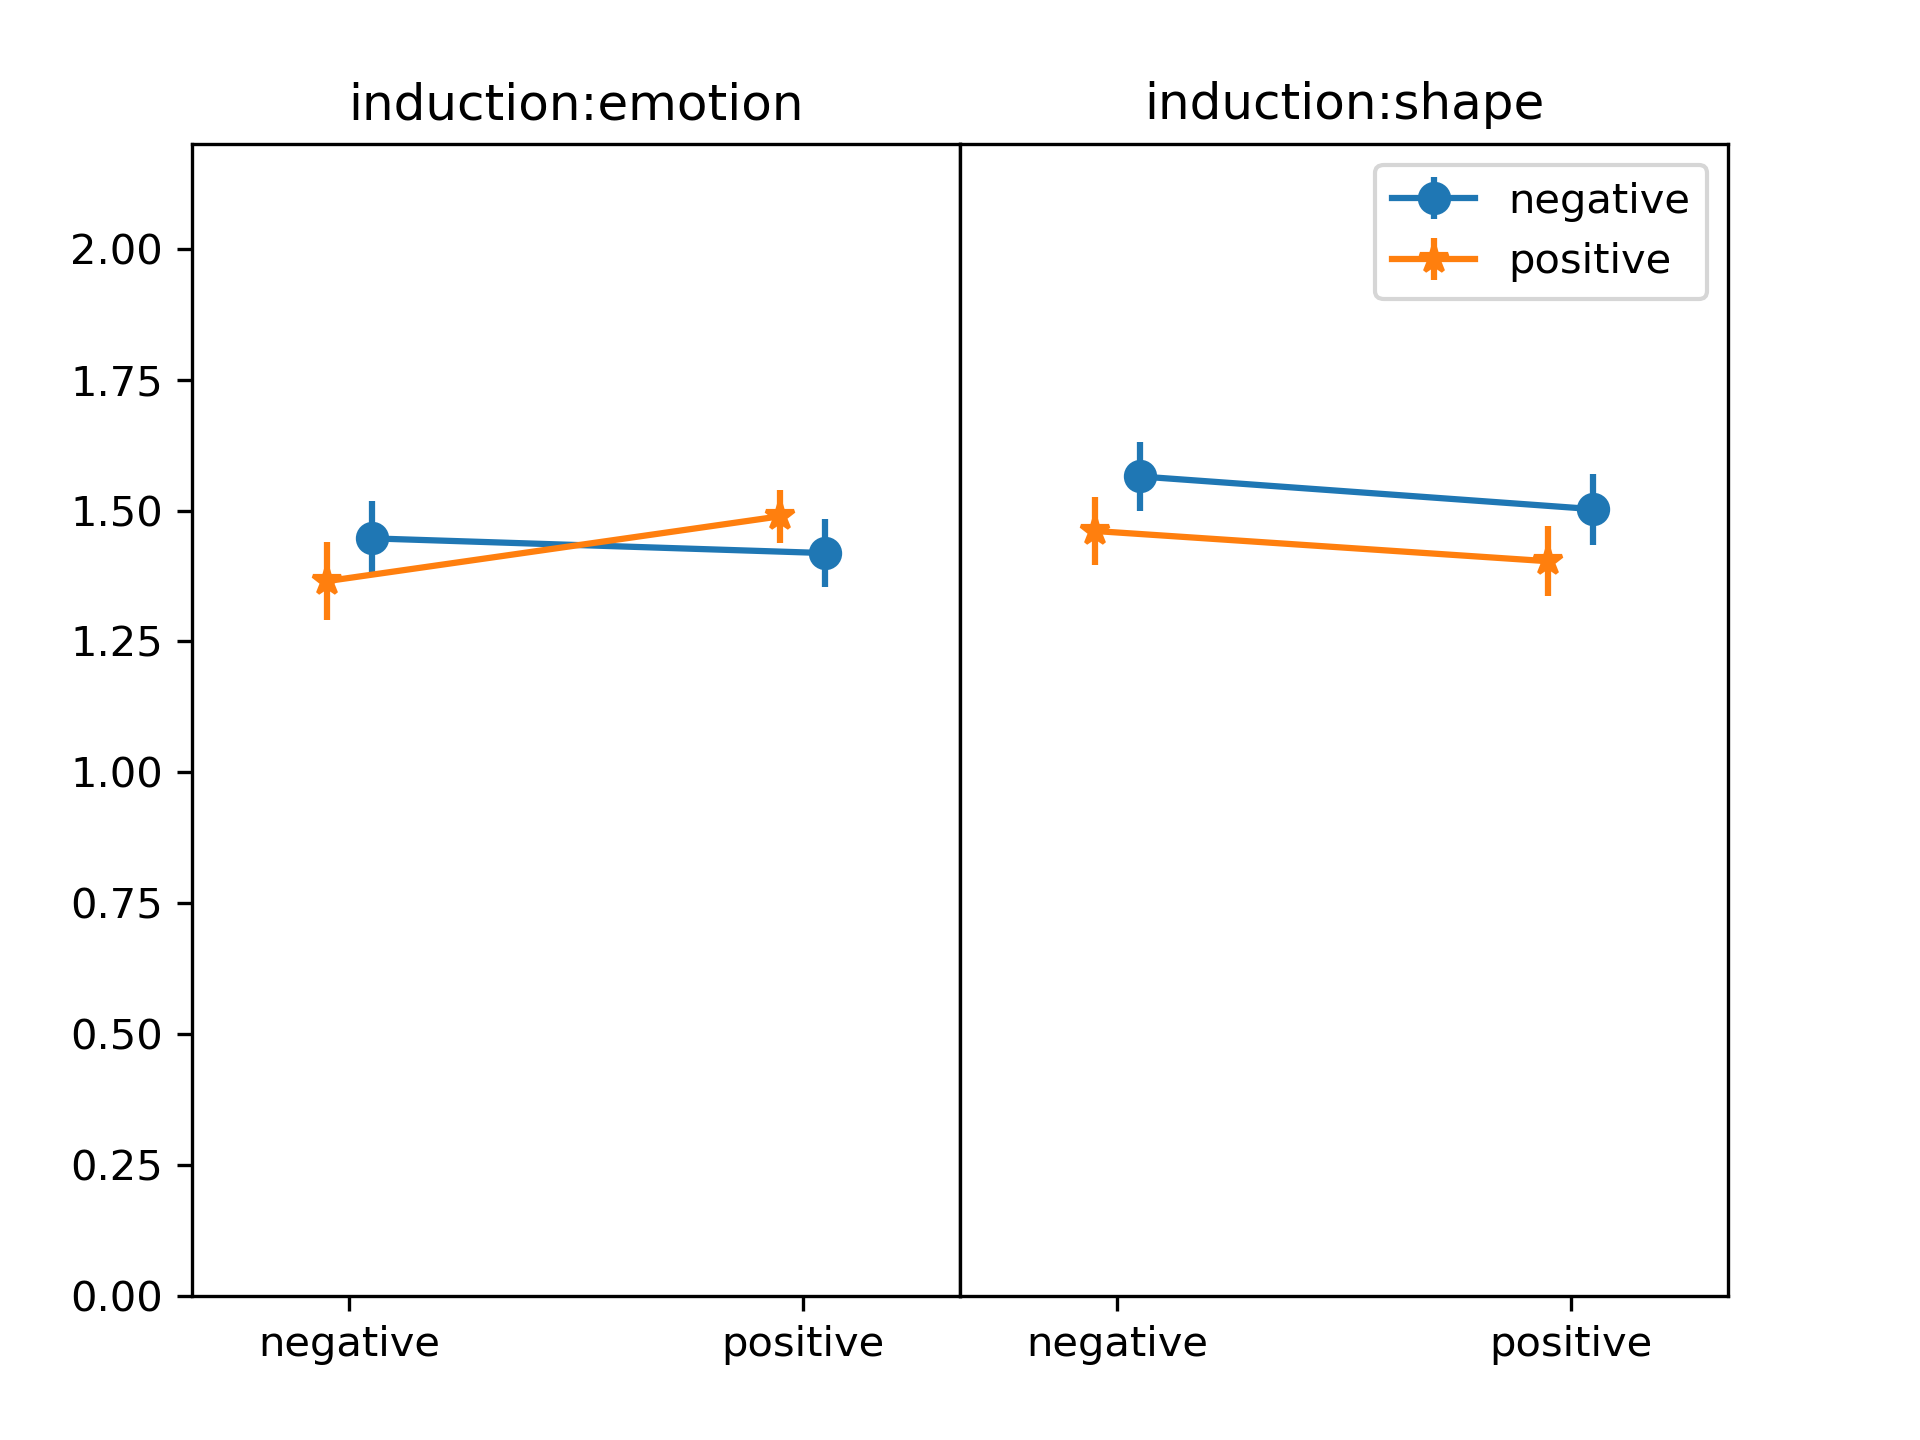 induction:emotion
induction:shape
negative
positive
2.00
1.75
1.50
1.25
1.00
0.75
0.50
0.25
0.00
negative
positive
negative
positive